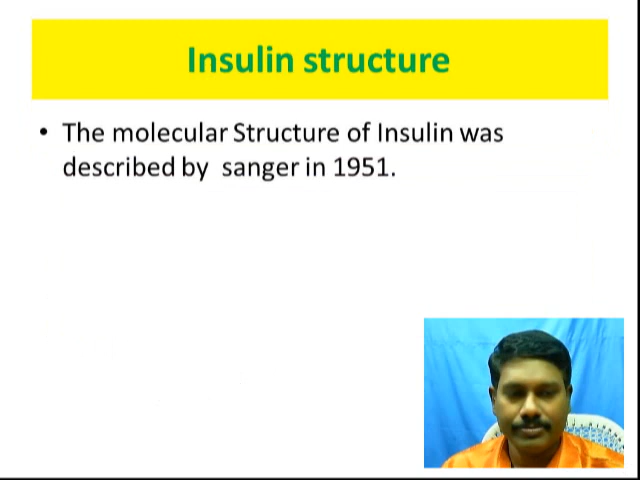 Insulin structure
• The molecular Structure of Insulin was
described by sanger in 1951.